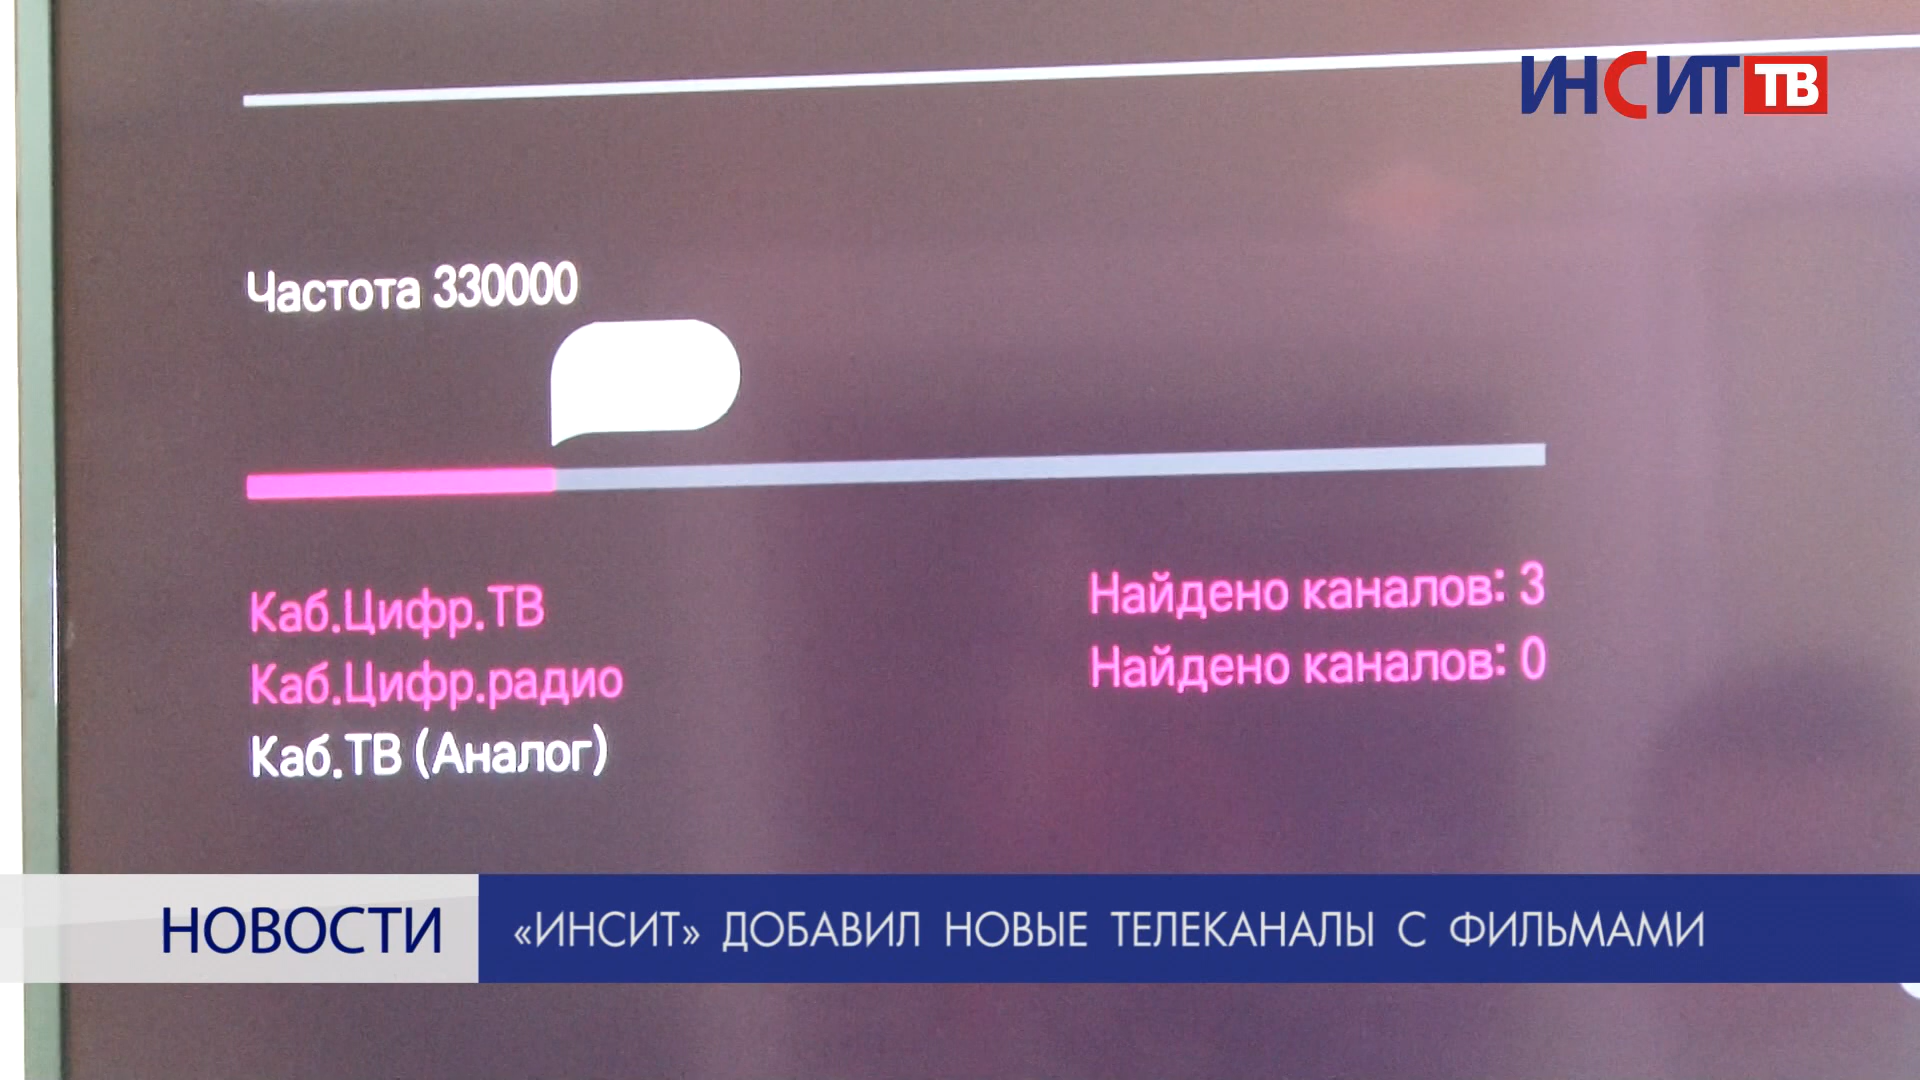 ИНСИТ ТВ
Частота 330000
Каб.Цифр.ТВ Найдено каналов: 3
Каб.Цифр.радио Найдено каналов: 0
Каб.ТВ (Аналог)
НОВОСТИ «ИНСИТ» ДОБАВИЛ НОВЫЕ ТЕЛЕКАНАЛЫ С ФИЛЬМАМИ